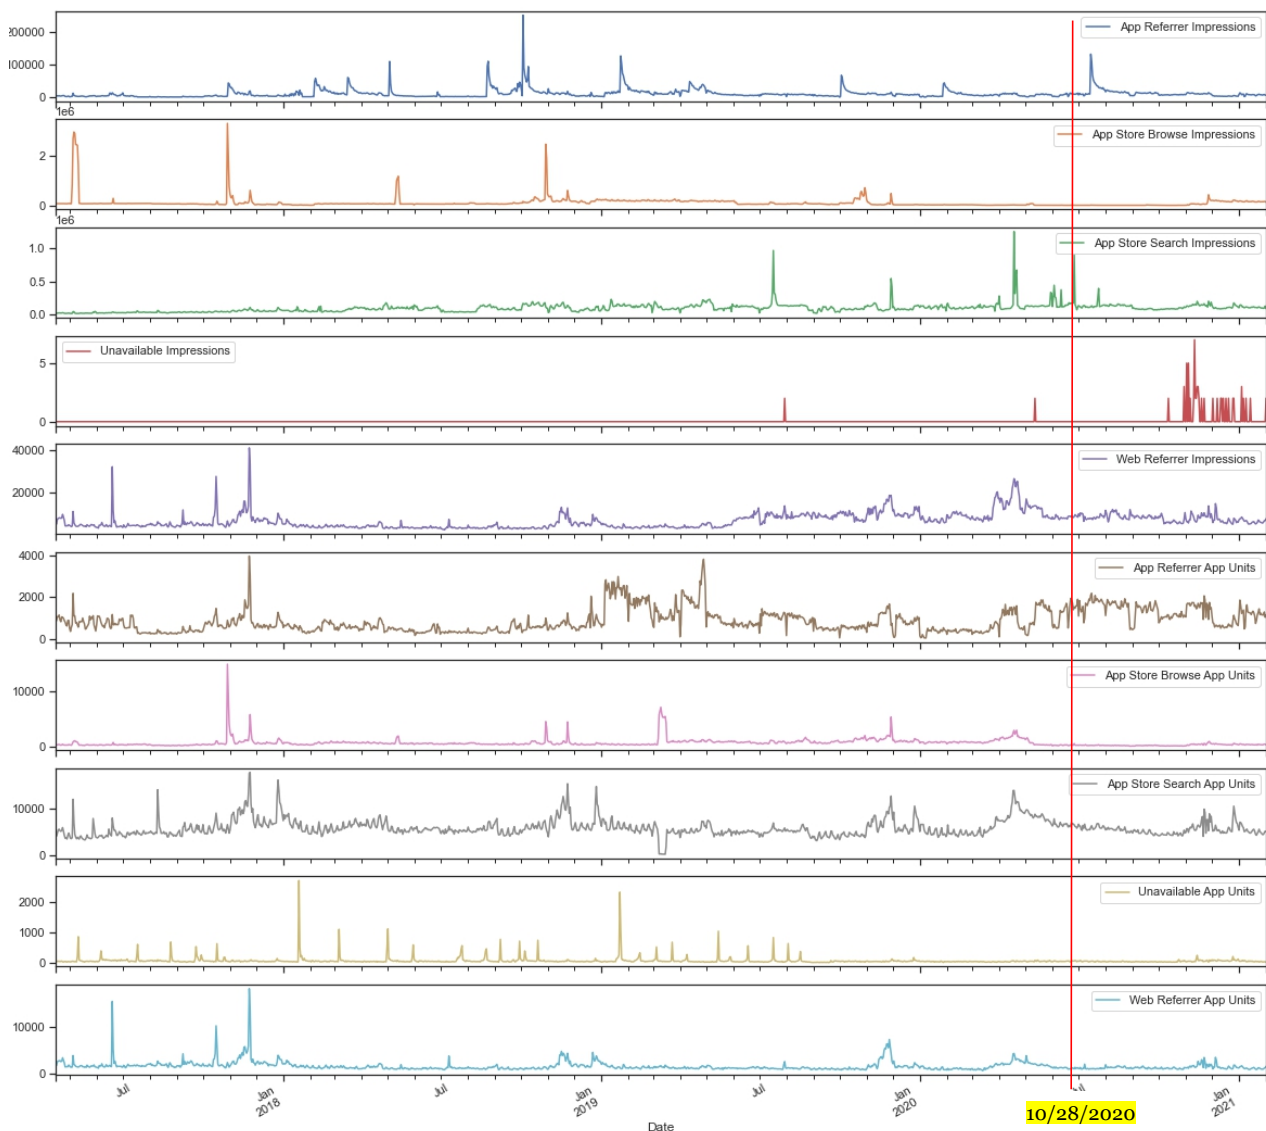 App Referrer Impressions
200000
100000
0
1e6
App Store Browse Impressions
2
0
1e6
App Store Search Impressions
1.0
0.5
0.0
Unavailable Impressions
5
0
Web Referrer Impressions
40000
20000
App Referrer App Units
4000
2000
0
App Store Browse App Units
10000
0
App Store Search App Units
10000
0
Unavailable App Units
2000
1000
0
Web Referrer App Units
10000
0
Jul
Jan
2018
Jul
Jan
2019
Jul
Jan
2020
Jul
Jan
2021
10/28/2020
Date